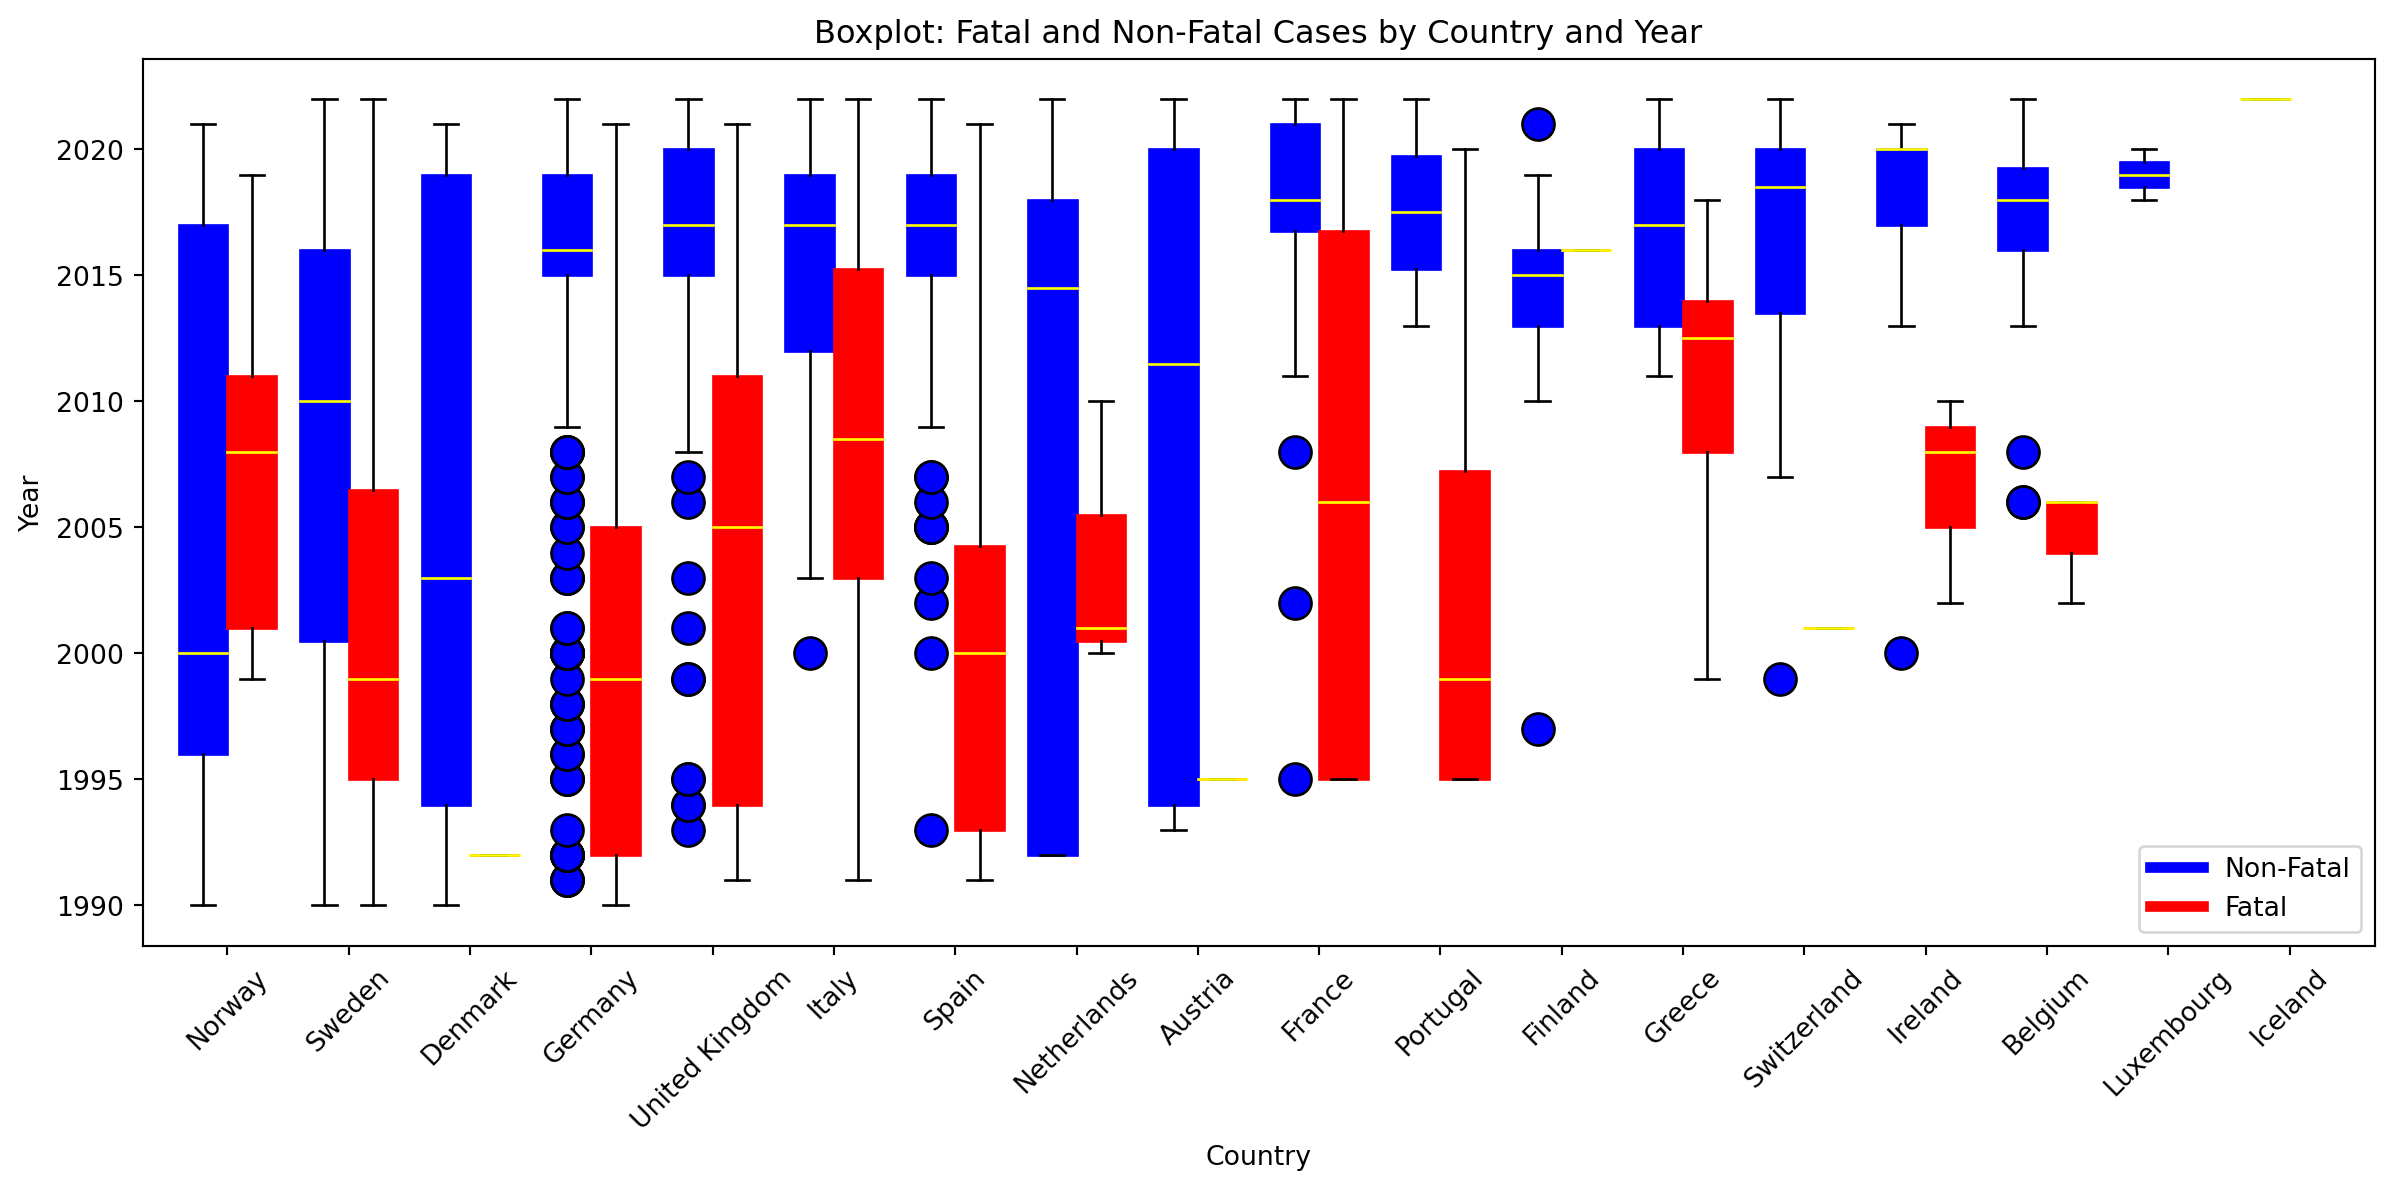 Boxplot: Fatal and Non-Fatal Cases by Country and Year
Year
2020
2015
2010
2005
2000
1995
1990
Non-Fatal
Fatal
Norway
Sweden
Denmark
Germany
United Kingdom
Italy
Spain
Netherlands
Austria
France
Portugal
Finland
Greece
Switzerland
Ireland
Belgium
Luxembourg
Iceland
Country